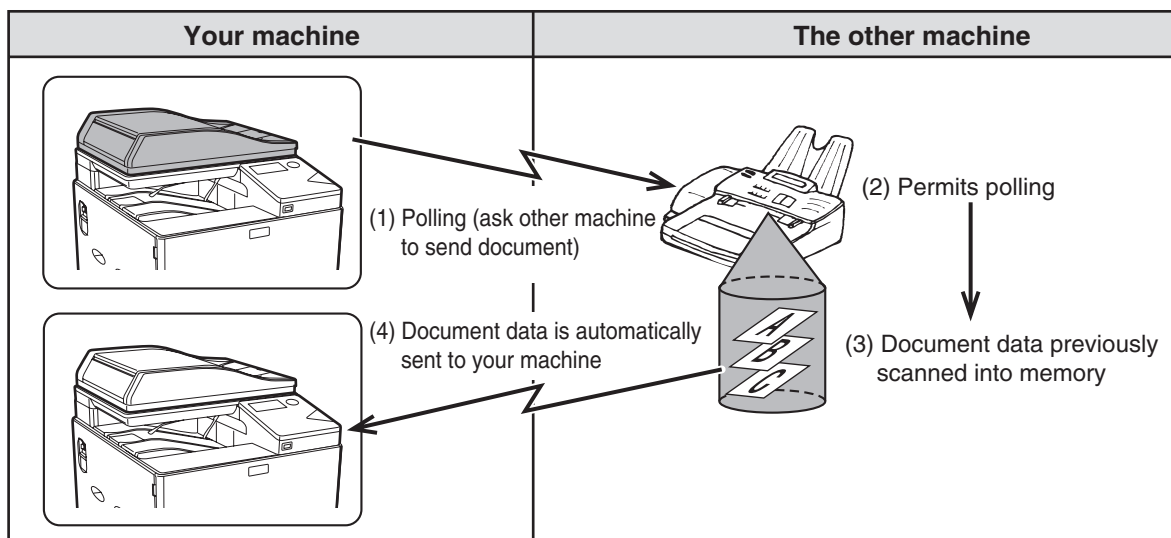 Your machine
The other machine
(1) Polling (ask other machine
to send document)
(2) Permits polling
(3) Document data previously
scanned into memory
(4) Document data is automatically
sent to your machine
A
B
C